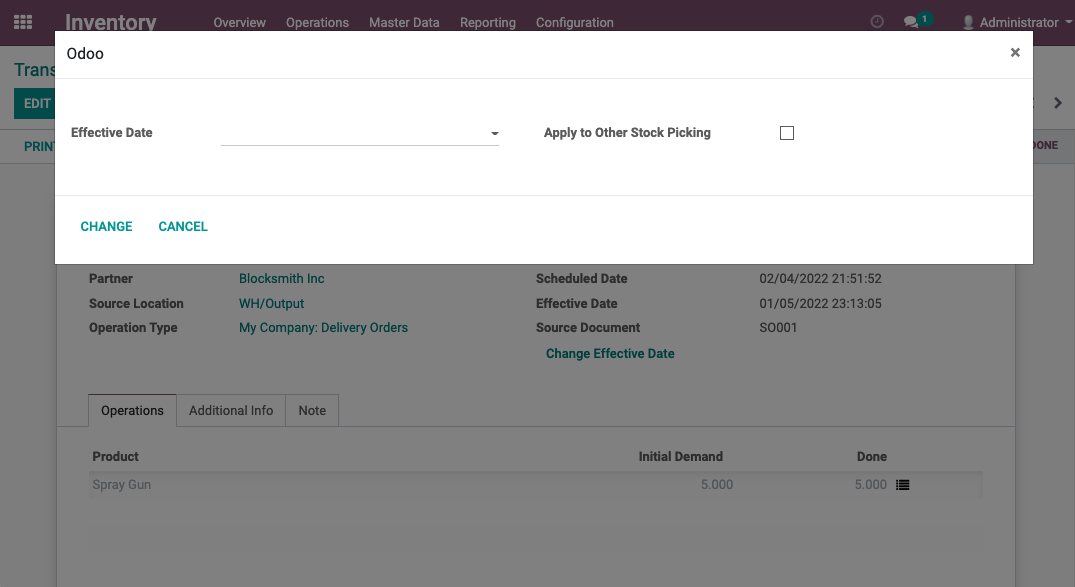 Inventory Overview Operations Master Data Reporting Configuration 1 Administrator
Odoo ×
Trans
EDIT
Effective Date Apply to Other Stock Picking
PRIN DONE
CHANGE CANCEL
Partner Blocksmith Inc Scheduled Date 02/04/2022 21:51:52
Source Location WH/Output Effective Date 01/05/2022 23:13:05
Operation Type My Company: Delivery Orders Source Document SO001
Change Effective Date
Operations Additional Info Note
Product Initial Demand Done
Spray Gun 5.000 5.000